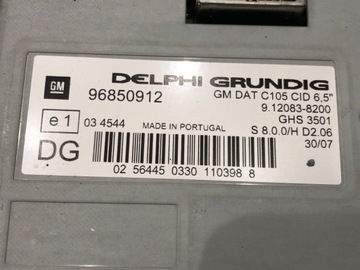 DELPHI GRUNDIG
GM
96850912
GM DAT C105 CID 6,5"
9.12083-8200
GHS 3501
e 1
03 4544
MADE IN PORTUGAL
S 8.0.0/H D2.06
30/07
DG
02 56445 0330 110398 8